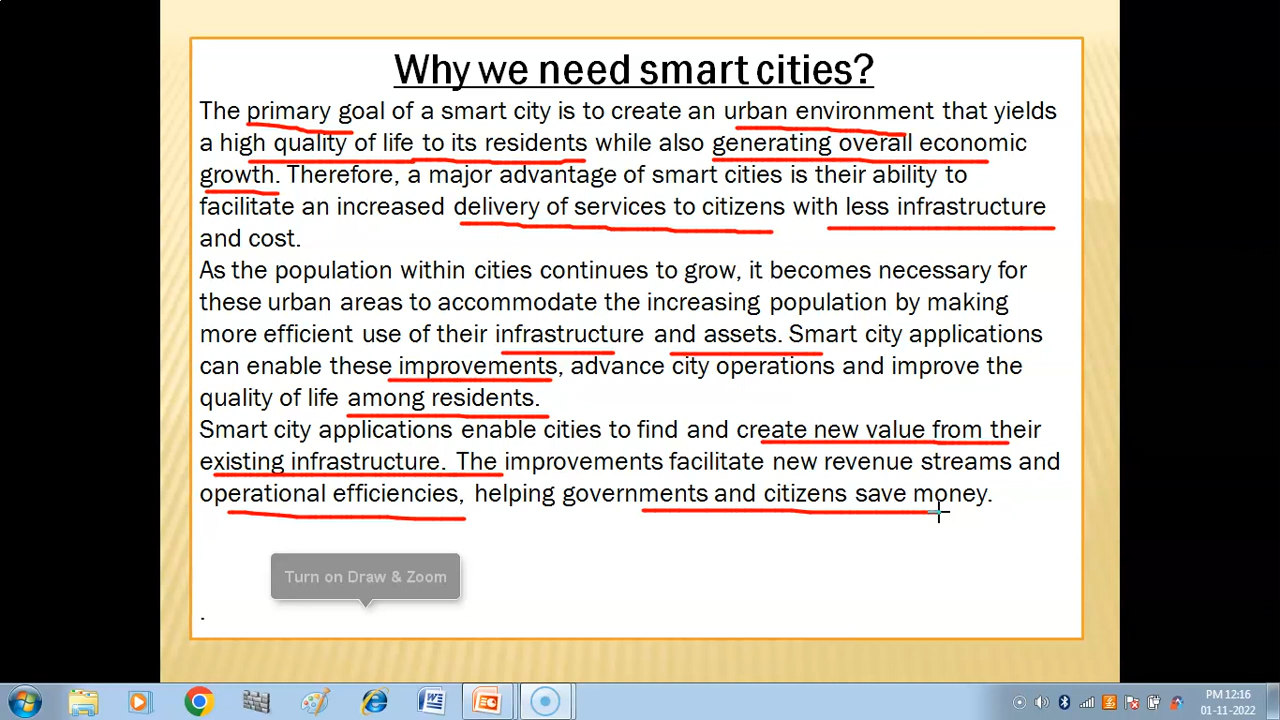 Why we need smart cities?
The primary goal of a smart city is to create an urban environment that yields
a high quality of life to its residents while also generating overall economic
growth. Therefore, a major advantage of smart cities is their ability to
facilitate an increased delivery of services to citizens with less infrastructure
and cost.
As the population within cities continues to grow, it becomes necessary for
these urban areas to accommodate the increasing population by making
more efficient use of their infrastructure and assets. Smart city applications
can enable these improvements, advance city operations and improve the
quality of life among residents.
Smart city applications enable cities to find and create new value from their
existing infrastructure. The improvements facilitate new revenue streams and
operational efficiencies, helping governments and citizens save money.
Turn on Draw & Zoom
.
PM 12:16
01-11-2022